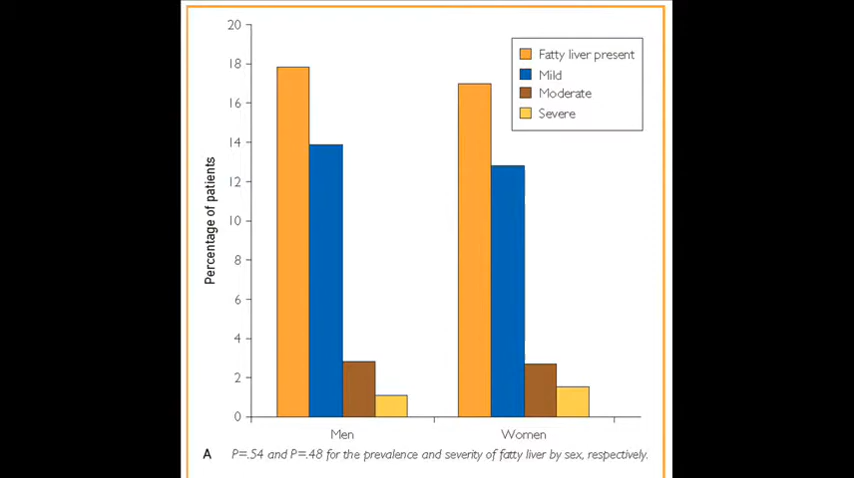 20
18
16
14
12
10
8
6
4
2
0
Percentage of patients
Fatty liver present
Mild
Moderate
Severe
Men
Women
A P=.54 and P=.48 for the prevalence and severity of fatty liver by sex, respectively.